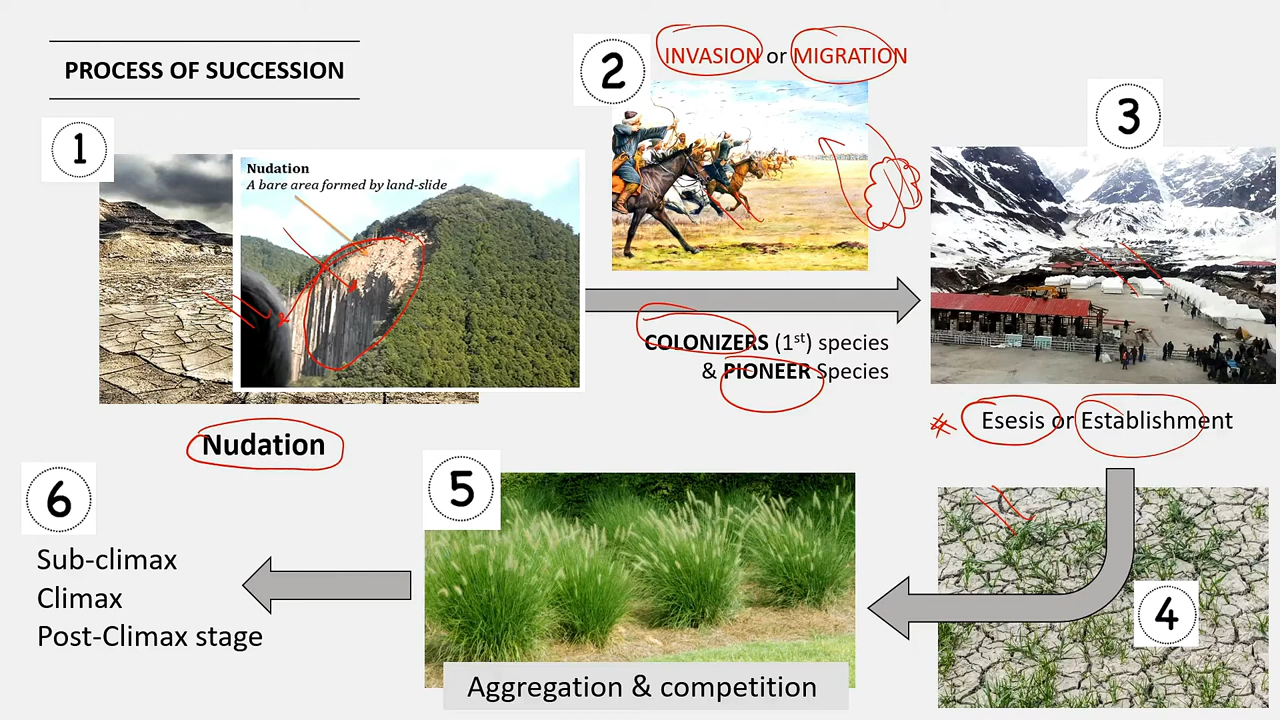 PROCESS OF SUCCESSION
1
Nudation
A bare area formed by land-slide
Nudation
2
INVASION or MIGRATION
COLONIZERS (1st) species
& PIONEER Species
3
Esesis or Establishment
4
5
Aggregation & competition
6
Sub-climax
Climax
Post-Climax stage